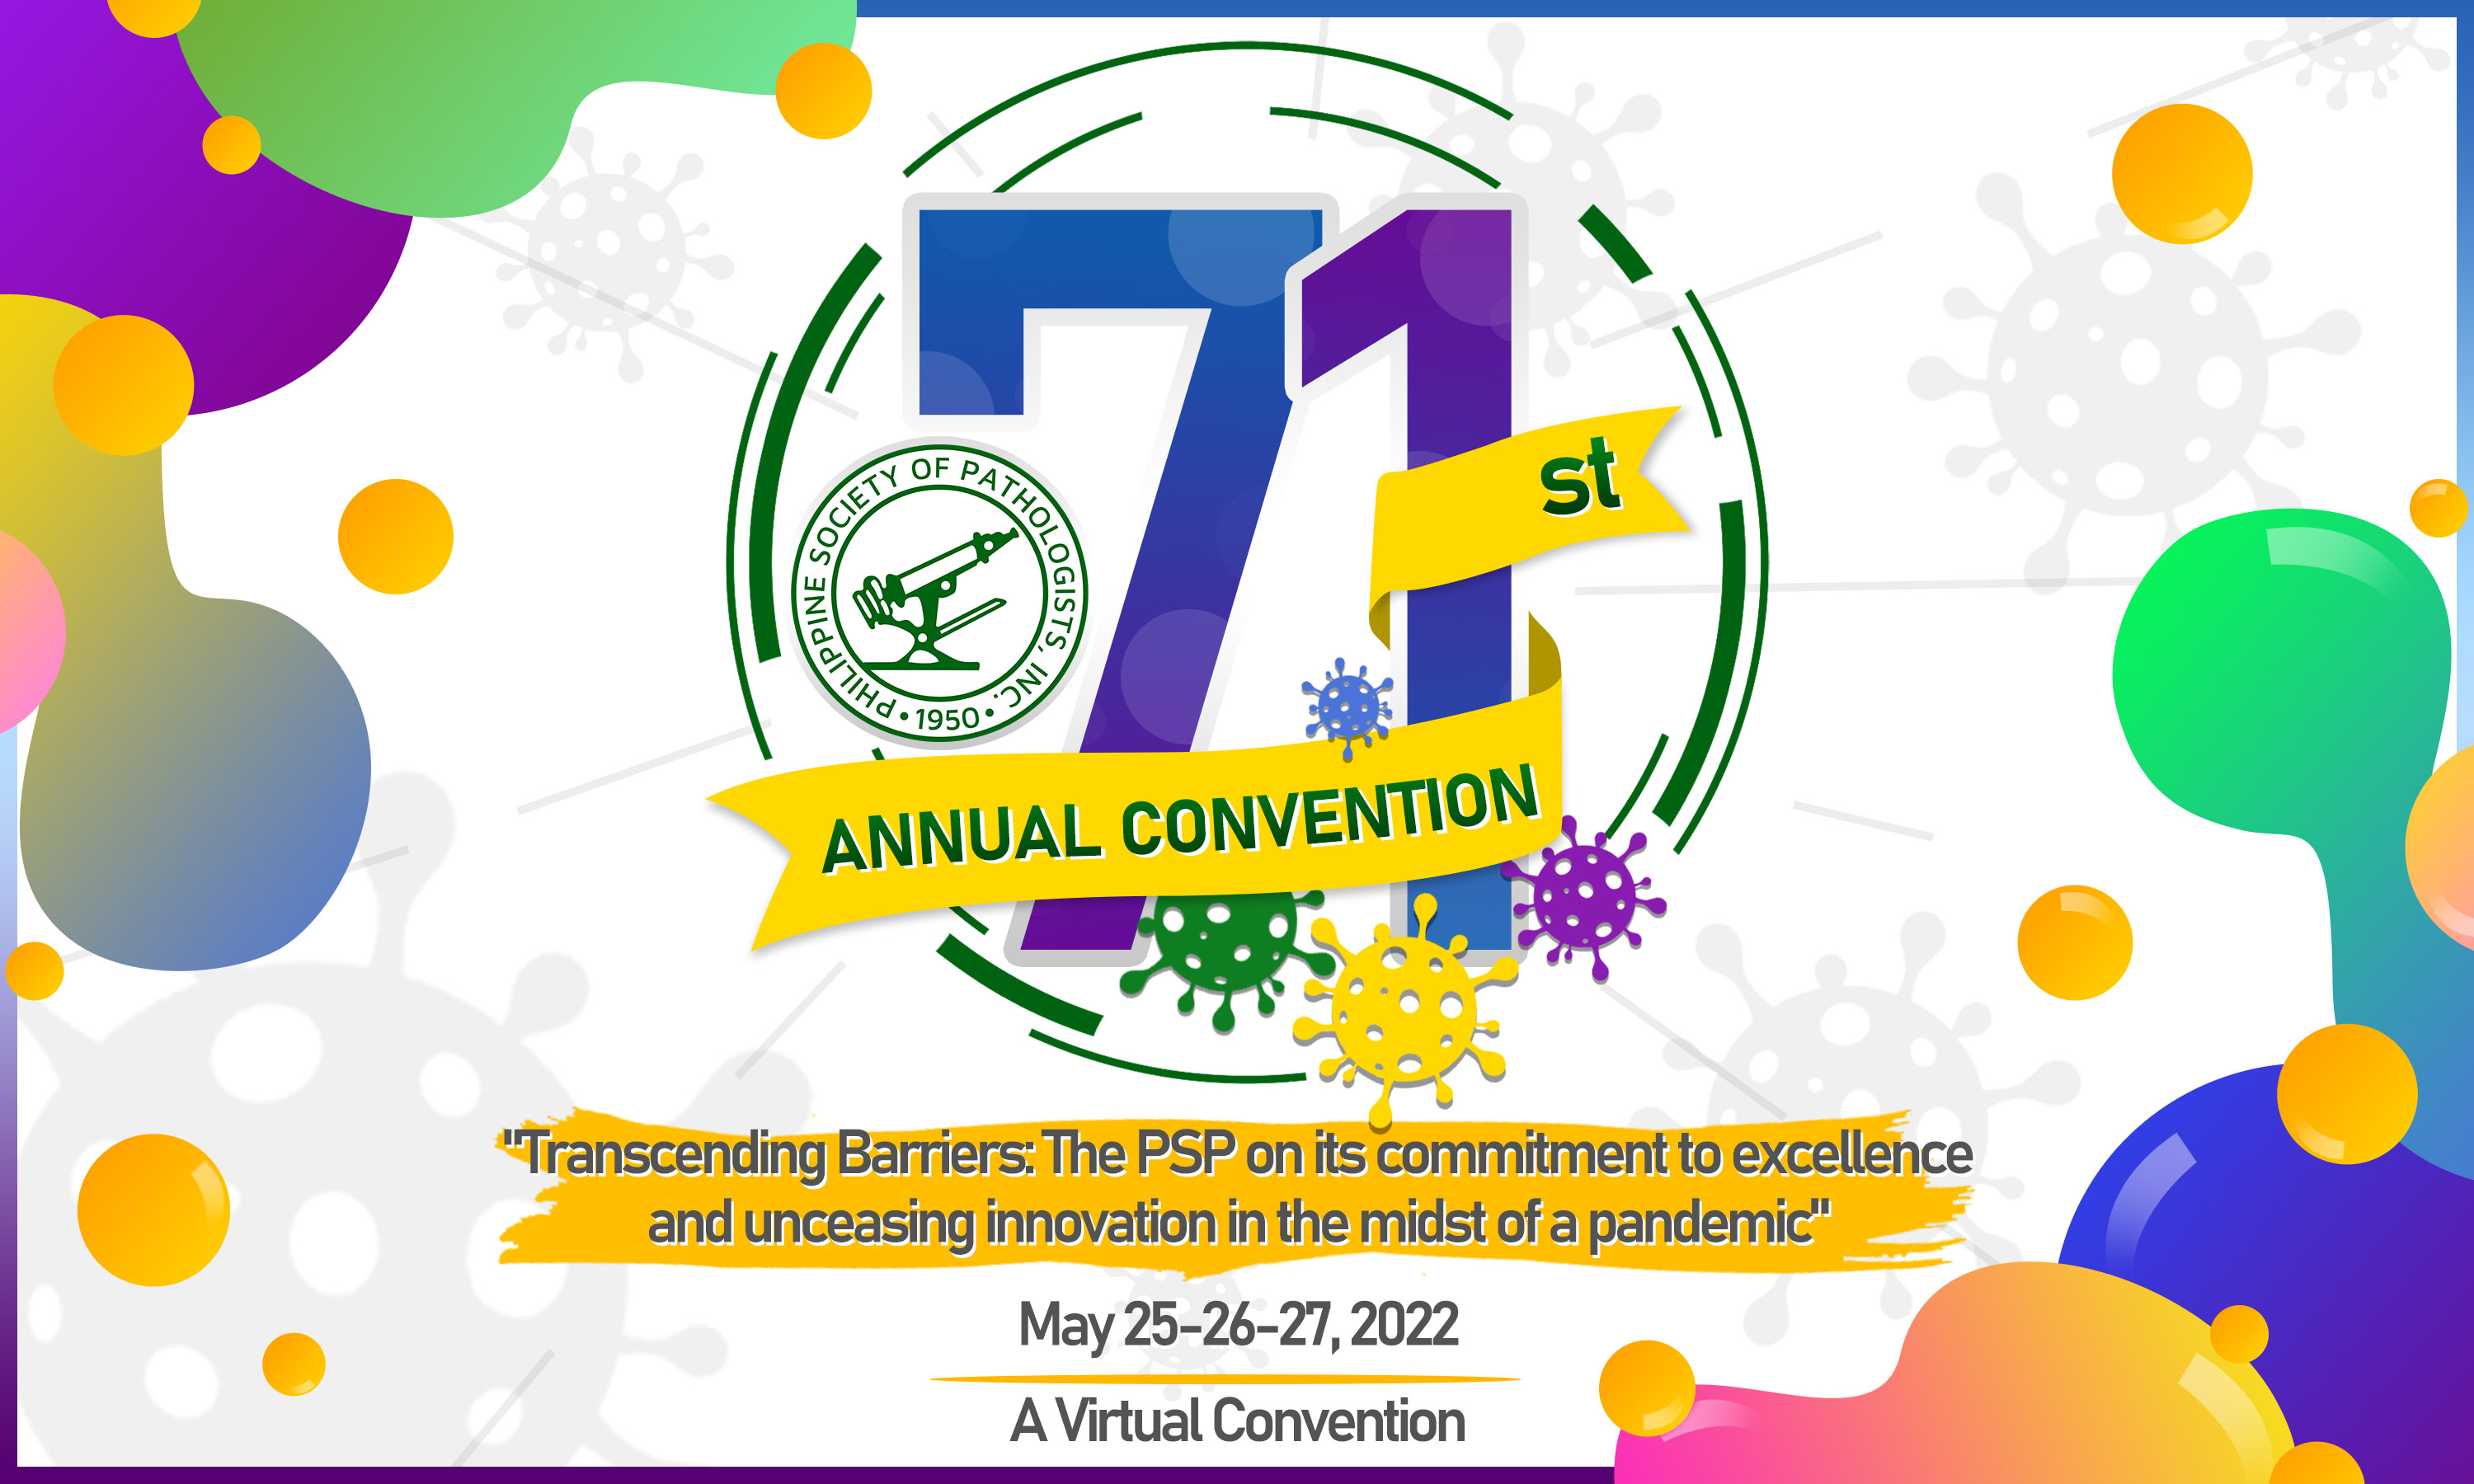 71
st
PHILIPPINE SOCIETY OF PATHOLOGISTS, INC.
• 1950 •
ANNUAL CONVENTION
"Transcending Barriers: The PSP on its commitment to excellence
and unceasing innovation in the midst of a pandemic"
May 25-26-27, 2022
A Virtual Convention